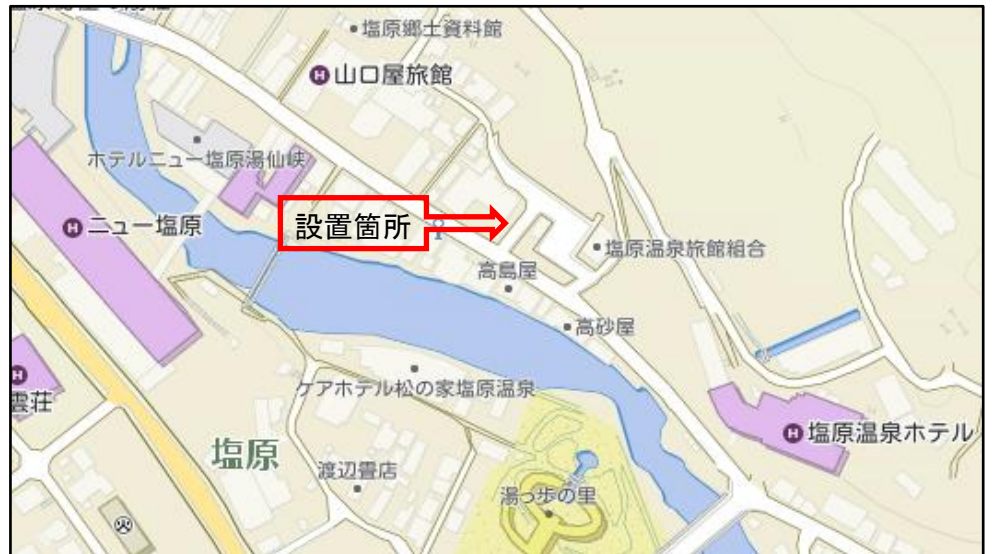 塩原郷土資料館
山口屋旅館
ホテルニュー塩原湯仙峡
ニュー塩原
設置箇所
塩原温泉旅館組合
高島屋
高砂屋
ケアホテル松の家塩原温泉
雲荘
塩原温泉ホテル
塩原
渡辺畳店
湯っ歩の里